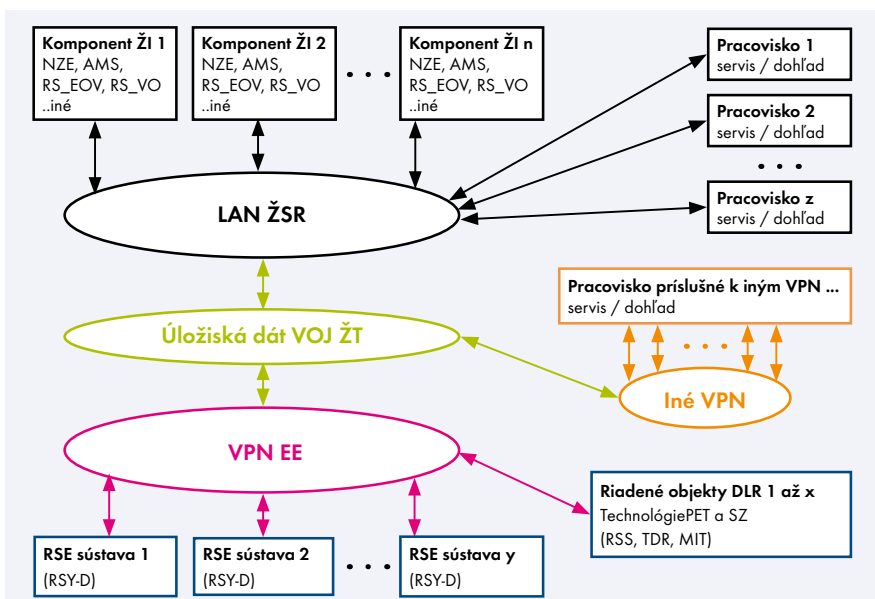 Komponent ŽI 1
NZE, AMS,
RS_EOV, RS_VO
..iné
Komponent ŽI 2
NZE, AMS,
RS_EOV, RS_VO
..iné
. . .
Komponent ŽI n
NZE, AMS,
RS_EOV, RS_VO
..iné
Pracovisko 1
servis / dohľad
Pracovisko 2
servis / dohľad
. . .
Pracovisko z
servis / dohľad
LAN ŽSR
Pracovisko príslušné k iným VPN ...
servis / dohľad
. . .
Úložiská dát VOJ ŽT
Iné VPN
VPN EE
Riadené objekty DLR 1 až x
TechnológiePET a SZ
(RSS, TDR, MIT)
RSE sústava 1
(RSY-D)
RSE sústava 2
(RSY-D)
. . .
RSE sústava y
(RSY-D)